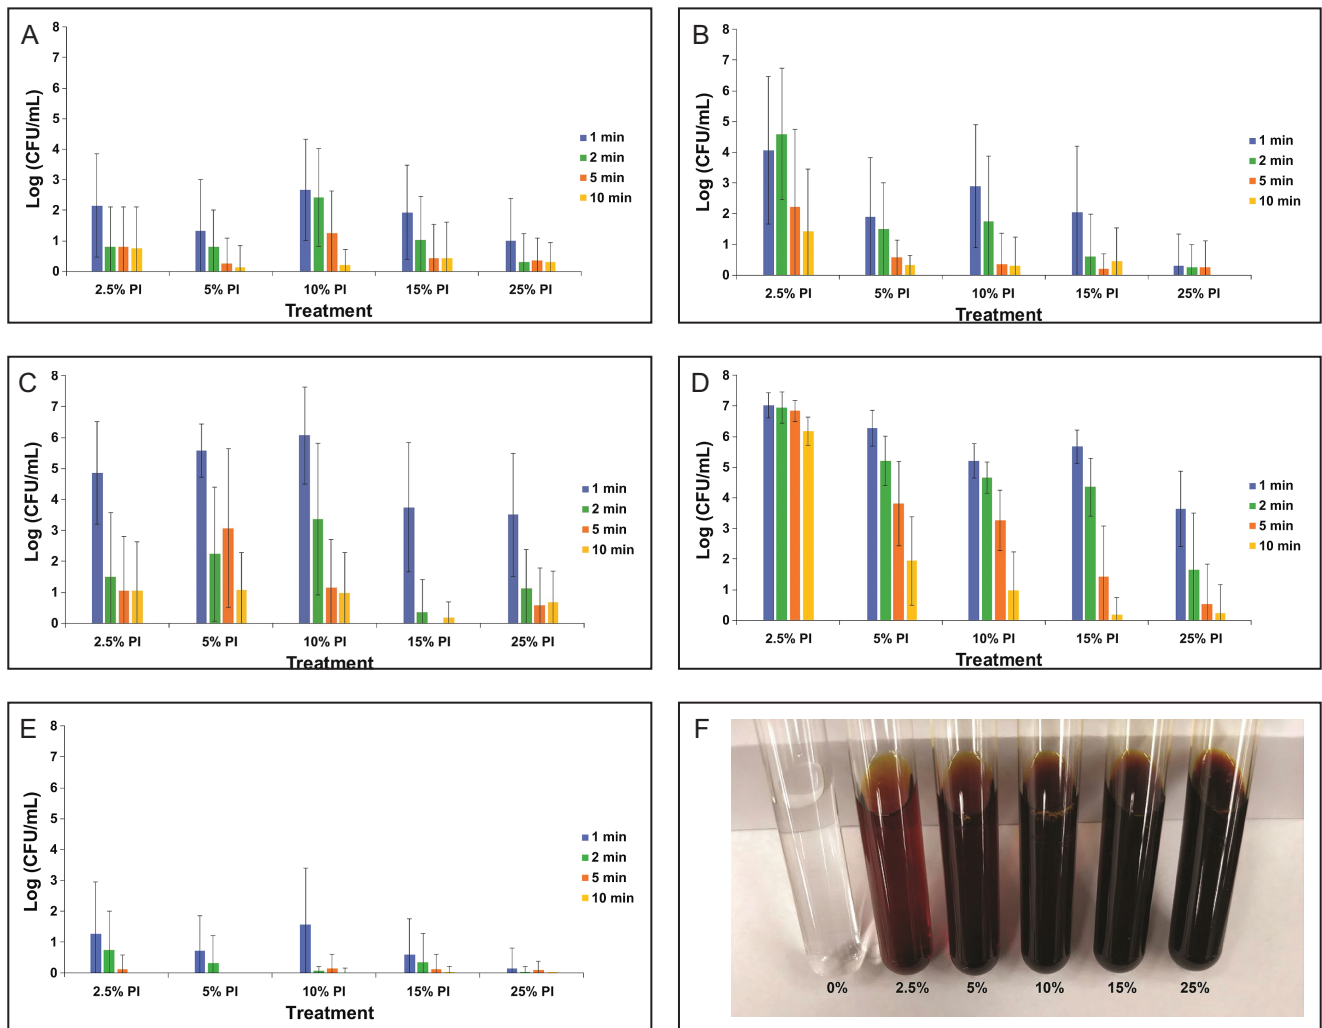 A
8
7
6
5
4
3
2
1
0
Log (CFU/mL)
2.5% PI 5% PI 10% PI 15% PI 25% PI
Treatment
1 min
2 min
5 min
10 min
B
8
7
6
5
4
3
2
1
0
Log (CFU/mL)
2.5% PI 5% PI 10% PI 15% PI 25% PI
Treatment
1 min
2 min
5 min
10 min
C
8
7
6
5
4
3
2
1
0
Log (CFU/mL)
2.5% PI 5% PI 10% PI 15% PI 25% PI
Treatment
1 min
2 min
5 min
10 min
D
8
7
6
5
4
3
2
1
0
Log (CFU/mL)
2.5% PI 5% PI 10% PI 15% PI 25% PI
Treatment
1 min
2 min
5 min
10 min
E
8
7
6
5
4
3
2
1
0
Log (CFU/mL)
2.5% PI 5% PI 10% PI 15% PI 25% PI
Treatment
1 min
2 min
5 min
10 min
F
0% 2.5% 5% 10% 15% 25%